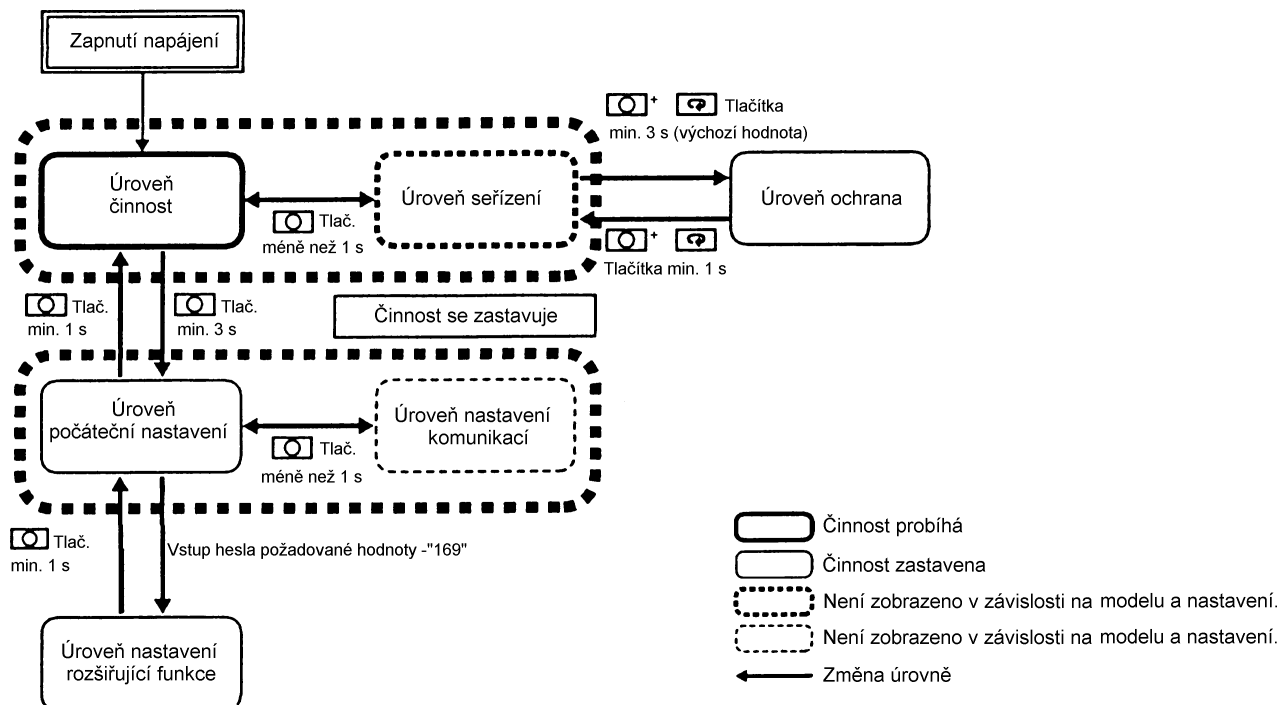 Zapnutí napájení
+ Tlačítka
min. 3 s (výchozí hodnota)
Úroveň
činnost
Tlač.
méně než 1 s
Úroveň seřízení
Úroveň ochrana
+
Tlačítka min. 1 s
Tlač.
min. 1 s
Tlač.
min. 3 s
Činnost se zastavuje
Úroveň
počáteční nastavení
Tlač.
méně než 1 s
Úroveň nastavení
komunikací
Tlač.
min. 1 s
Vstup hesla požadované hodnoty -"169"
Úroveň nastavení
rozšiřující funkce
Činnost probíhá
Činnost zastavena
Není zobrazeno v závislosti na modelu a nastavení.
Není zobrazeno v závislosti na modelu a nastavení.
Změna úrovně